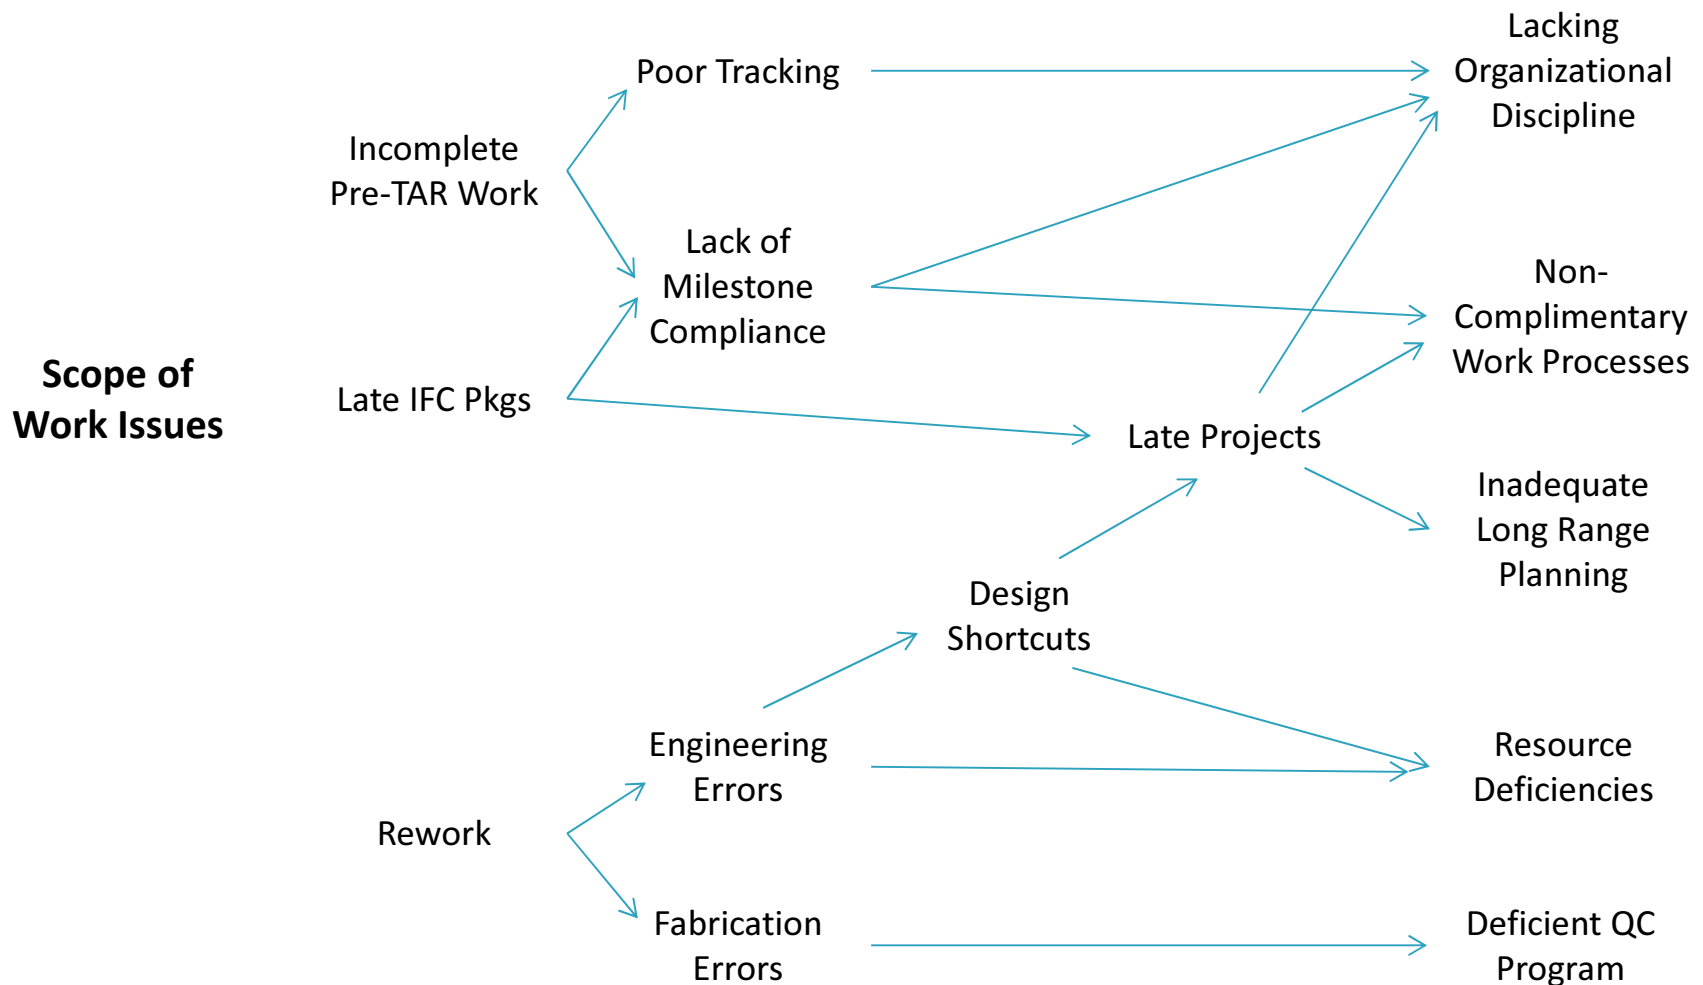 Scope of
Work Issues
Incomplete
Pre-TAR Work
Late IFC Pkgs
Rework
Poor Tracking
Lack of
Milestone
Compliance
Engineering
Errors
Fabrication
Errors
Design
Shortcuts
Late Projects
Lacking
Organizational
Discipline
Non-
Complimentary
Work Processes
Inadequate
Long Range
Planning
Resource
Deficiencies
Deficient QC
Program